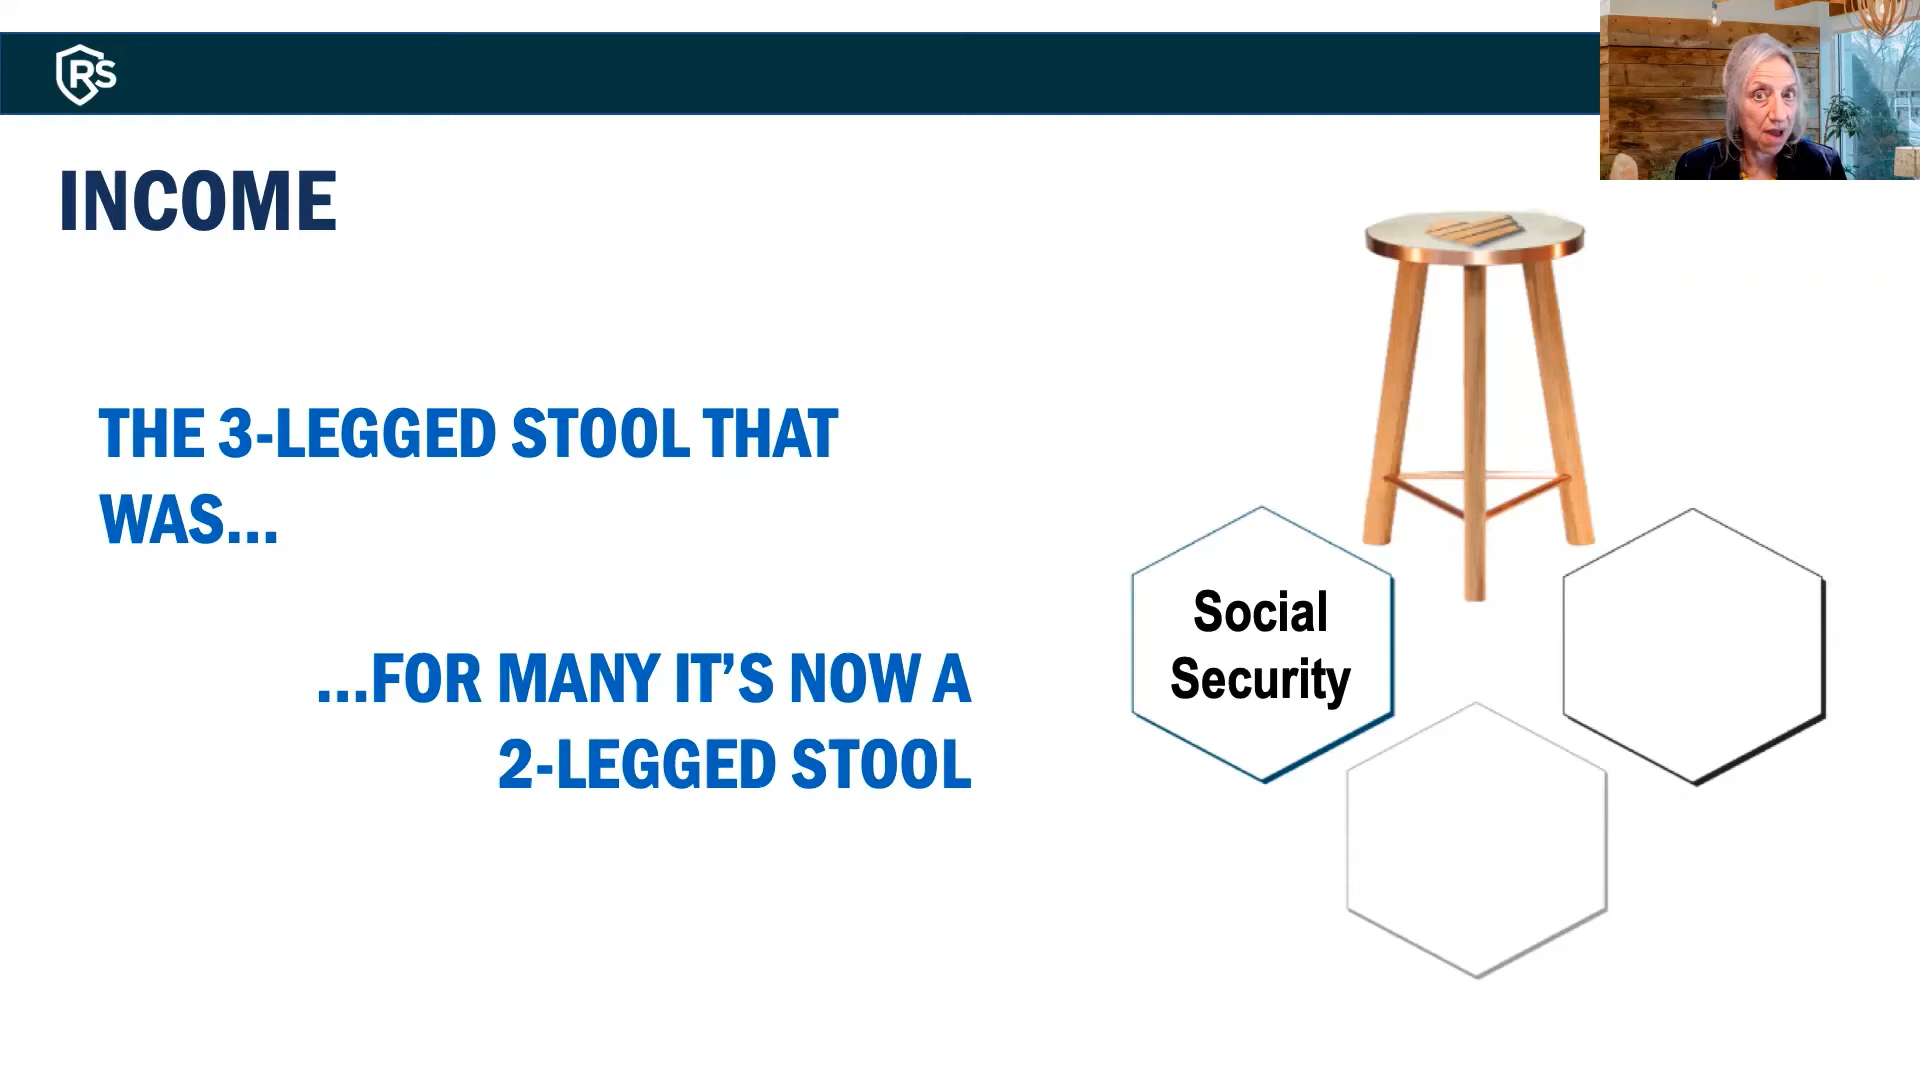 RS
INCOME
THE 3-LEGGED STOOL THAT
WAS...
...FOR MANY IT’S NOW A
2-LEGGED STOOL
Social
Security